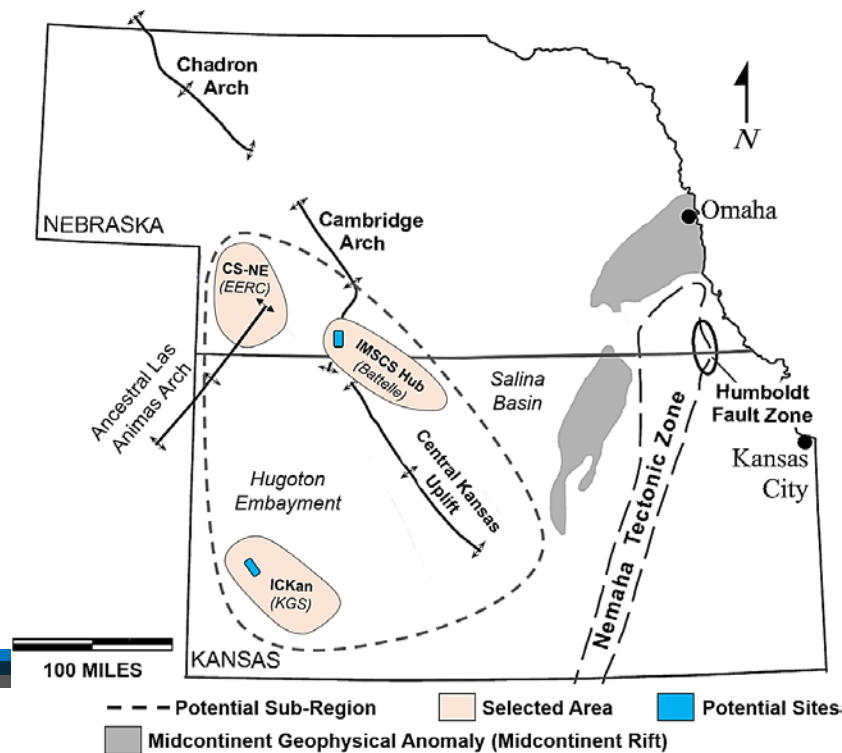 Chadron
Arch
N
NEBRASKA
Cambridge
Arch
Omaha
CS-NE
(EERC)
IMSCS Hub
(Battelle)
Ancestral Las
Animas Arch
Salina
Basin
Humboldt
Fault Zone
Kansas
City
Nemaha Tectonic Zone
Central Kansas
Uplift
Hugoton
Embayment
ICKan
(KGS)
KANSAS
100 MILES
Potential Sub-Region
Selected Area
Potential Sites
Midcontinent Geophysical Anomaly (Midcontinent Rift)